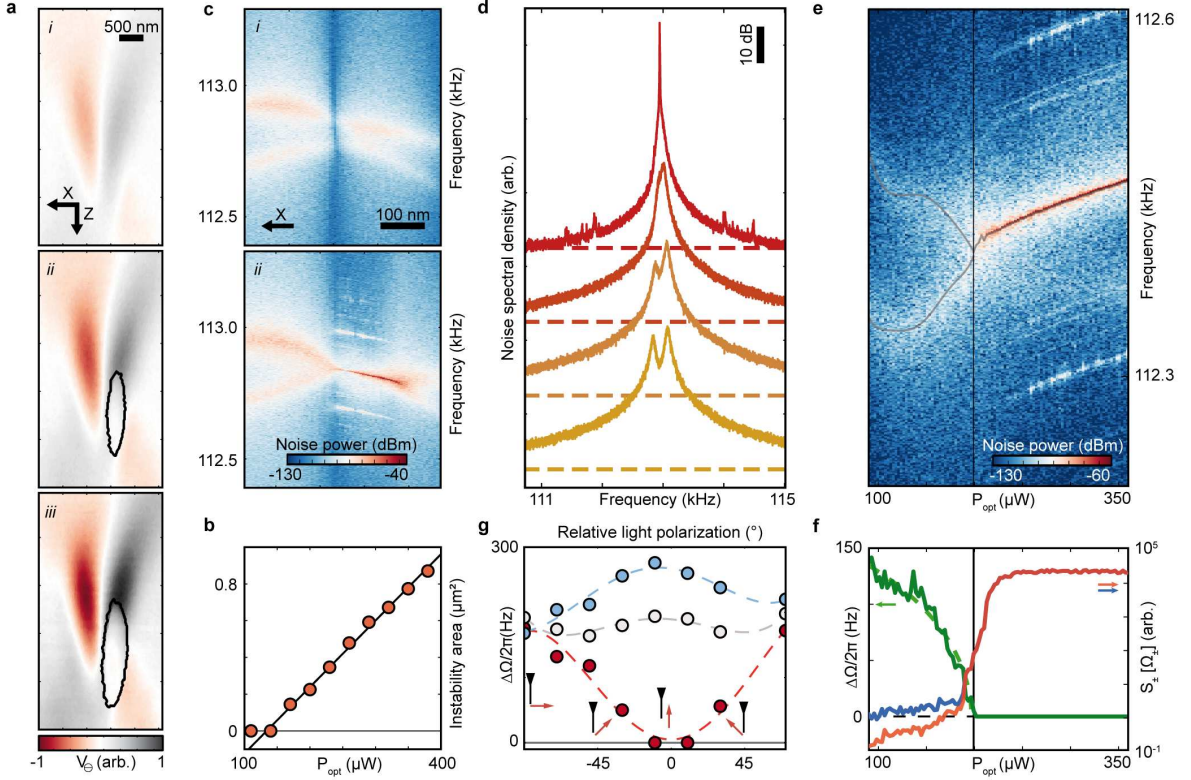 a
i
500 nm
X
Z
ii
iii
-1
V⊖ (arb.)
1
c
i
113.0
112.5
X
100 nm
Frequency (kHz)
ii
113.0
112.5
Noise power (dBm)
-130
-40
Frequency (kHz)
b
0.8
0
100
P_opt (µW)
400
Instability area (µm²)
d
10 dB
Noise spectral density (arb.)
111
Frequency (kHz)
115
g
Relative light polarization (°)
300
ΔΩ/2π (Hz)
0
-45
0
45
e
112.6
Frequency (kHz)
112.3
Noise power (dBm)
-130
-60
100
P_opt (µW)
350
f
150
ΔΩ/2π (Hz)
0
10⁵
S± [Ω±] (arb.)
10⁻¹
100
P_opt (µW)
350